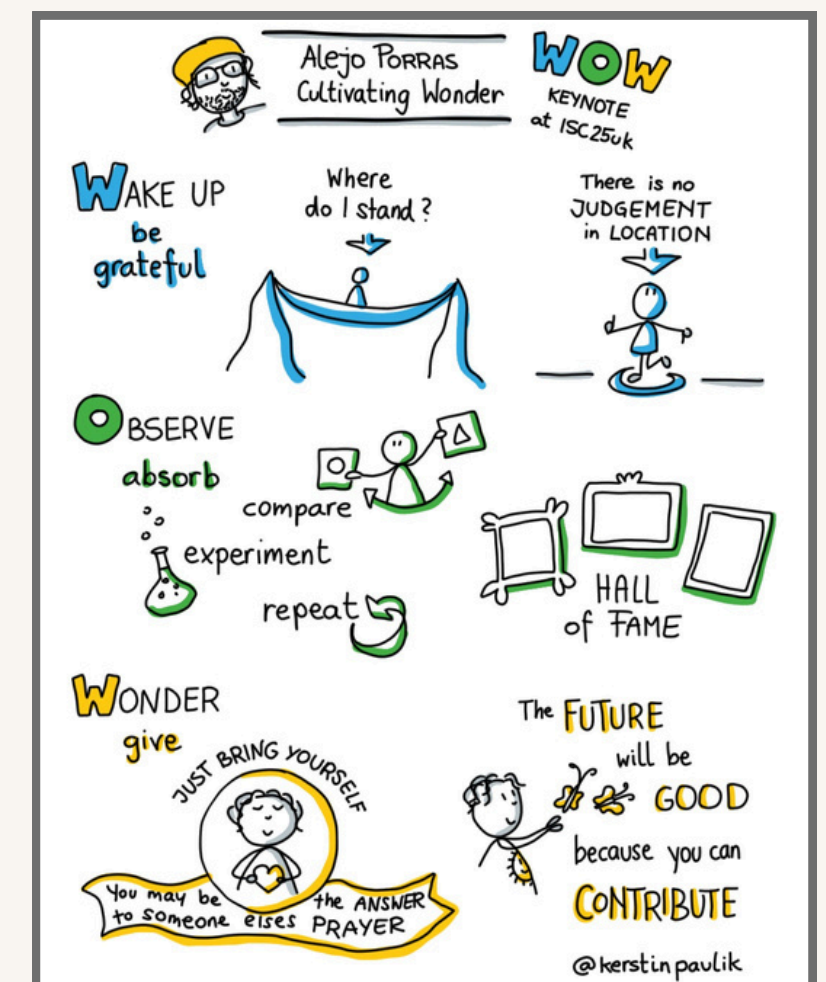 Alejo PORRAS
Cultivating Wonder
WOW
KEYNOTE
at ISC25uk
WAKE UP
be
grateful
Where
do I stand?
There is no
JUDGEMENT
in LOCATION
OBSERVE
absorb
compare
experiment
repeat
HALL
of FAME
WONDER
give
JUST BRING YOURSELF
You may be the ANSWER
to someone elses PRAYER
The FUTURE
will be
GOOD
because you can
CONTRIBUTE
@kerstinpaulik